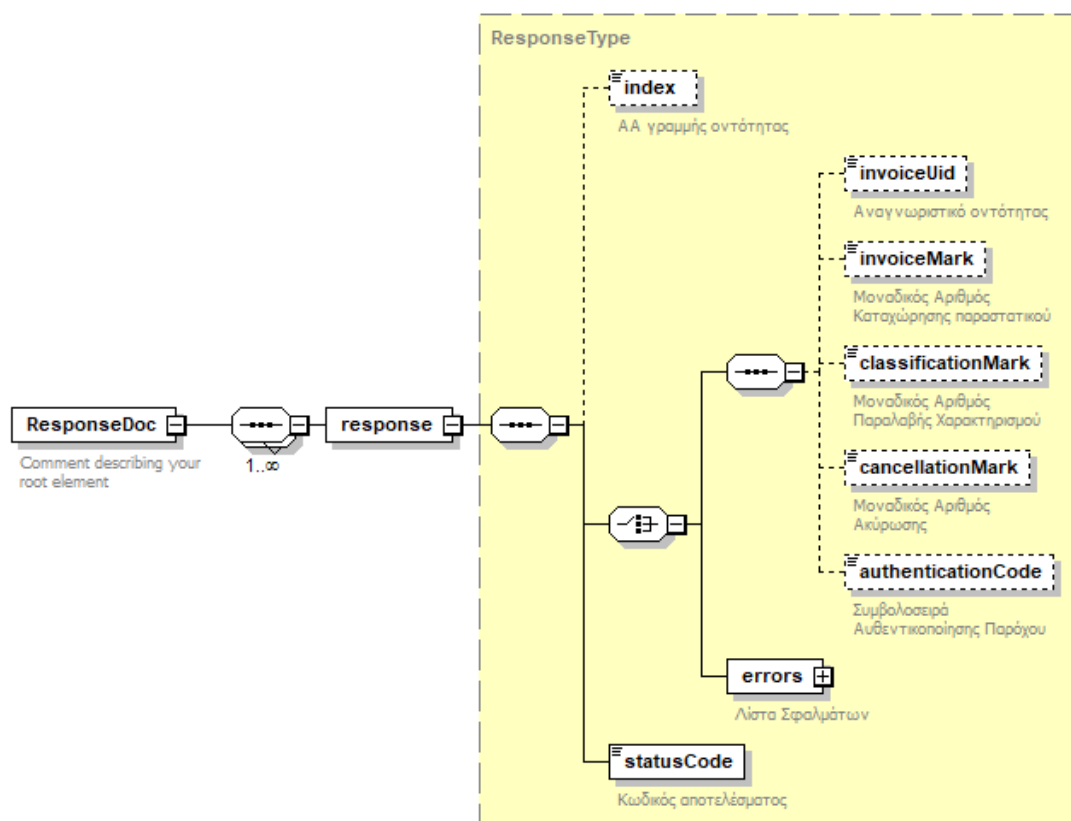 ResponseType
index
ΑΑ γραμμής οντότητας
invoiceUid
Αναγνωριστικό οντότητας
invoiceMark
Μοναδικός Αριθμός
Καταχώρησης παραστατικού
classificationMark
Μοναδικός Αριθμός
Παραλαβής Χαρακτηρισμού
ResponseDoc
response
Comment describing your
root element
1..∞
cancellationMark
Μοναδικός Αριθμός
Ακύρωσης
authenticationCode
Συμβολοσειρά
Αυθεντικοποίησης Παρόχου
errors
Λίστα Σφαλμάτων
statusCode
Κωδικός αποτελέσματος